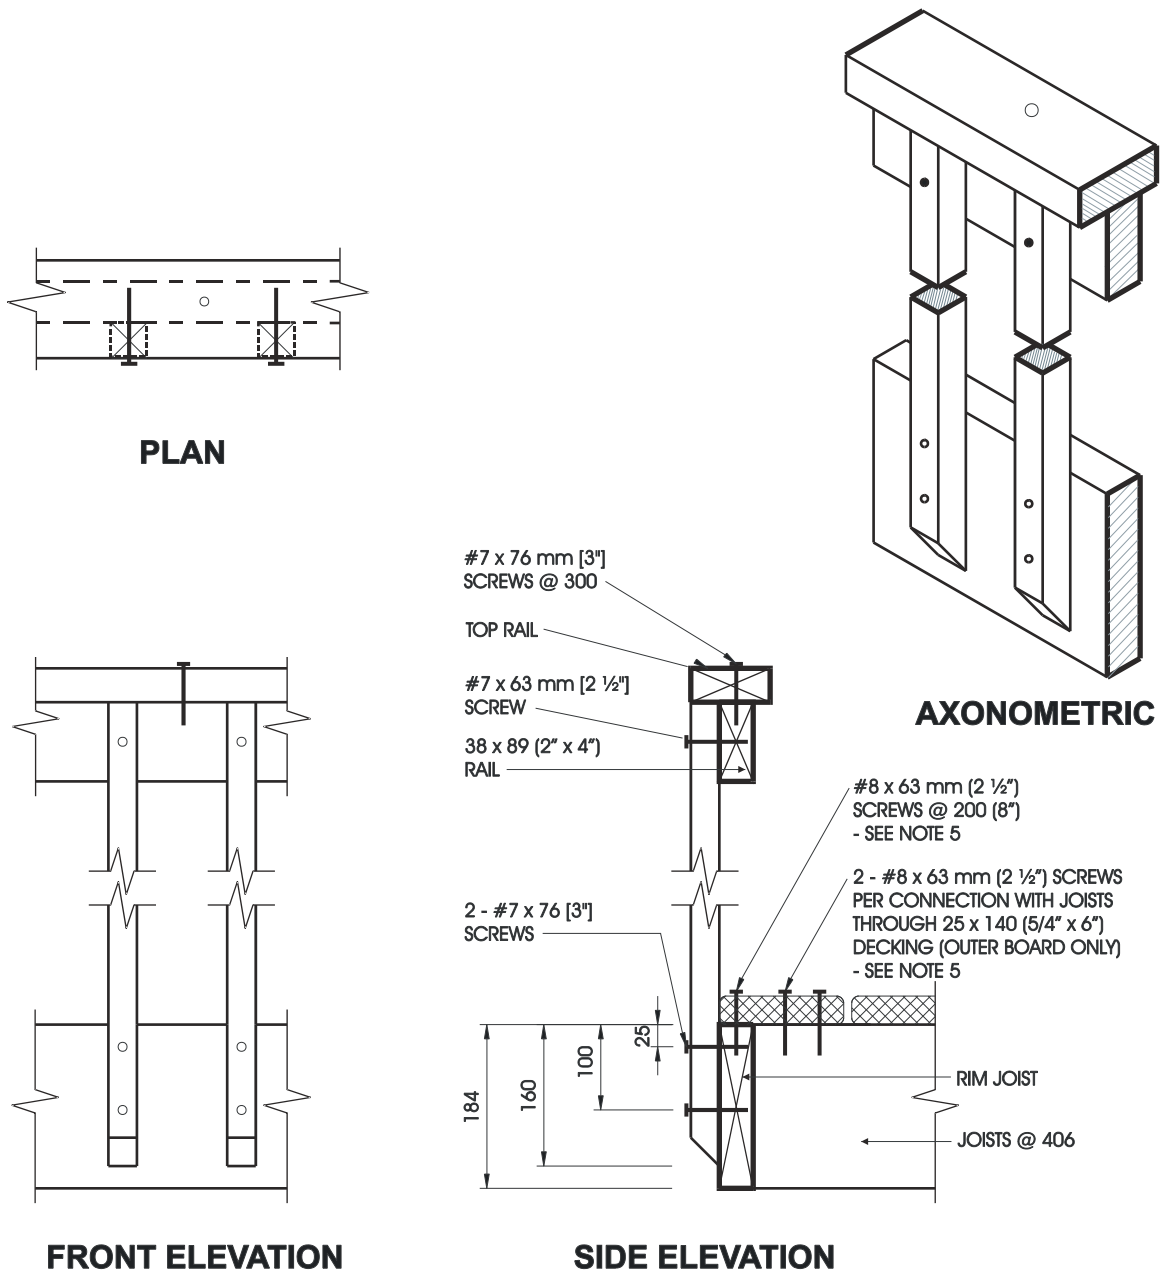 PLAN
#7 x 76 mm [3"]
SCREWS @ 300
TOP RAIL
#7 x 63 mm [2 ½"]
SCREW
38 x 89 (2” x 4”)
RAIL
AXONOMETRIC
#8 x 63 mm (2 ½”)
SCREWS @ 200 (8”)
- SEE NOTE 5
2 - #8 x 63 mm (2 ½”) SCREWS
PER CONNECTION WITH JOISTS
THROUGH 25 x 140 (5/4” x 6”)
DECKING (OUTER BOARD ONLY)
- SEE NOTE 5
2 - #7 x 76 [3"]
SCREWS
25
100
160
184
RIM JOIST
JOISTS @ 406
FRONT ELEVATION
SIDE ELEVATION